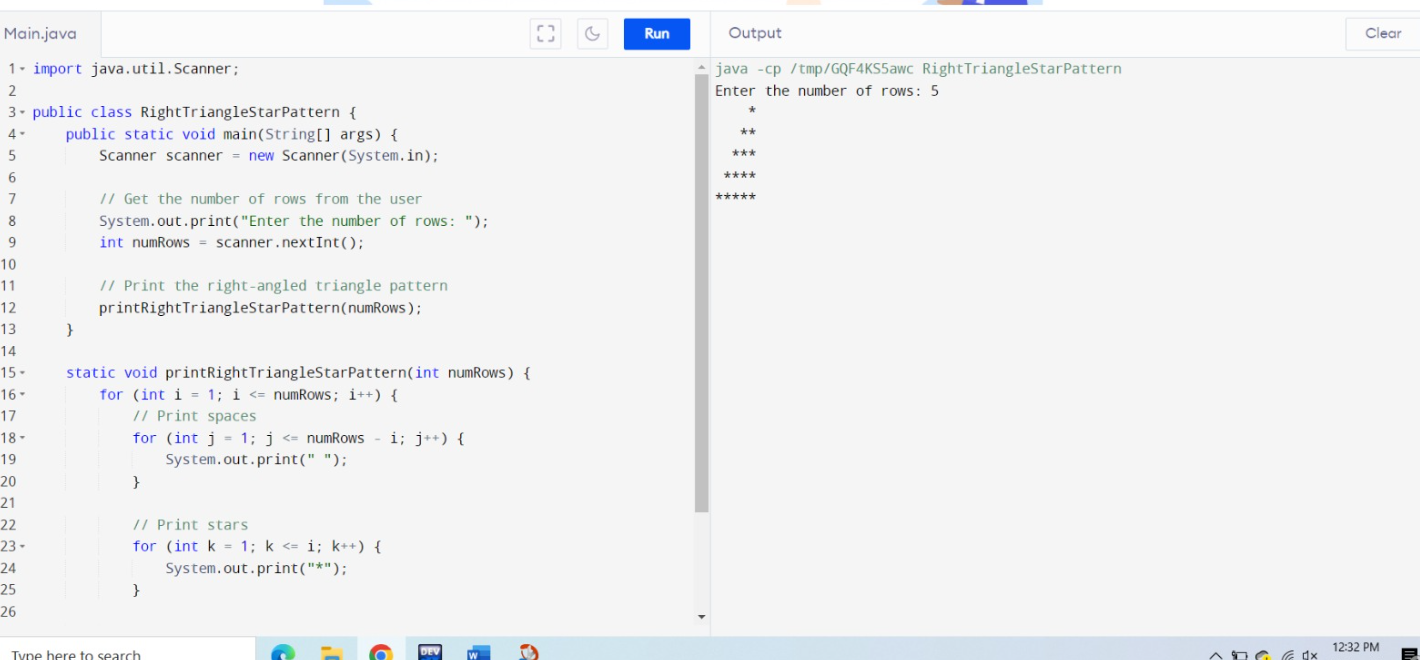 Main.java
Run
Output
Clear
1 import java.util.Scanner;
2
3 public class RightTriangleStarPattern {
4     public static void main(String[] args) {
5         Scanner scanner = new Scanner(System.in);
6
7         // Get the number of rows from the user
8         System.out.print("Enter the number of rows: ");
9         int numRows = scanner.nextInt();
10
11         // Print the right-angled triangle pattern
12         printRightTriangleStarPattern(numRows);
13     }
14
15     static void printRightTriangleStarPattern(int numRows) {
16         for (int i = 1; i <= numRows; i++) {
17             // Print spaces
18             for (int j = 1; j <= numRows - i; j++) {
19                 System.out.print(" ");
20             }
21
22             // Print stars
23             for (int k = 1; k <= i; k++) {
24                 System.out.print("*");
25             }
26
java -cp /tmp/GQF4KS5awc RightTriangleStarPattern
Enter the number of rows: 5
    *
   **
  ***
 ****
*****
Type here to search
DEV
W
12:32 PM